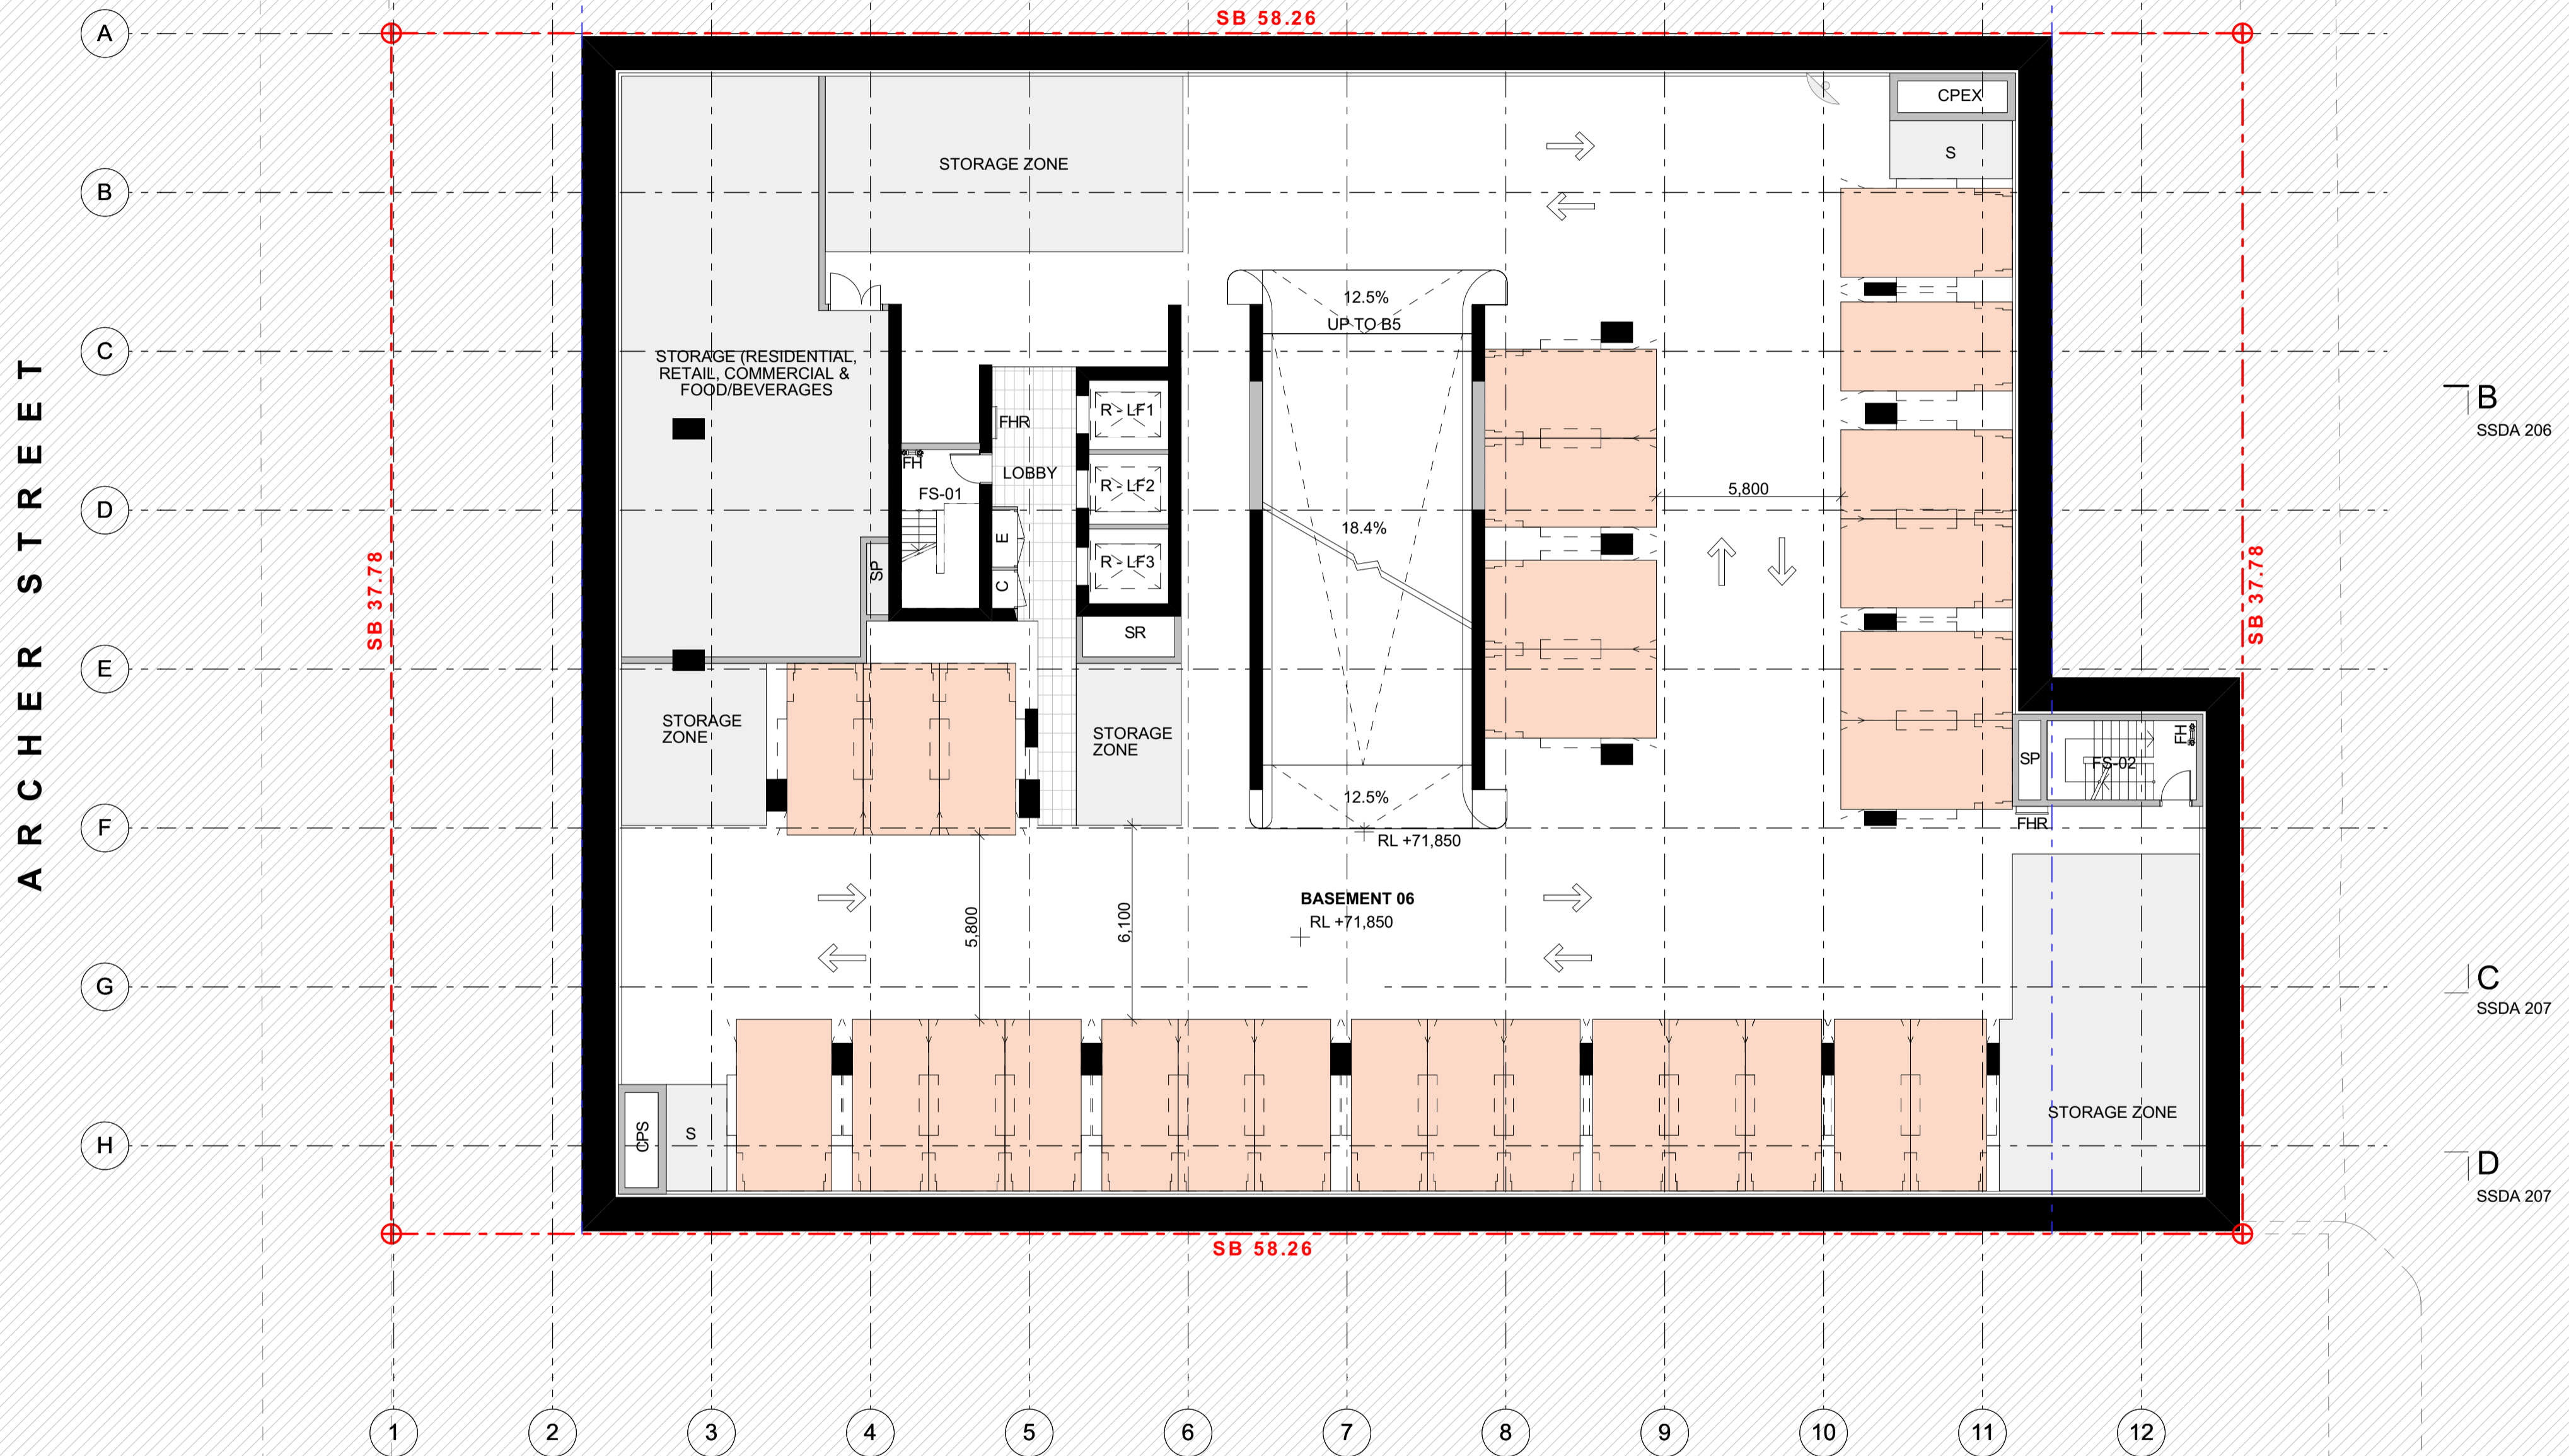 SB 58.26
A
CPEX
S
STORAGE ZONE
B
12.5%
UP TO B5
C
STORAGE (RESIDENTIAL,
RETAIL, COMMERCIAL &
FOOD/BEVERAGES
B
SSDA 206
R - LF1
FHR
FH
LOBBY
R - LF2
FS-01
5,800
D
18.4%
E
R - LF3
SP
C
ARCHER STREET
SB 37.78
SB 37.78
SR
E
STORAGE
ZONE
STORAGE
ZONE
FH
SP
FS-02
12.5%
FHR
F
RL +71,850
BASEMENT 06
RL +71,850
5,800
6,100
G
C
SSDA 207
STORAGE ZONE
CPS
S
H
D
SSDA 207
SB 58.26
1
2
3
4
5
6
7
8
9
10
11
12